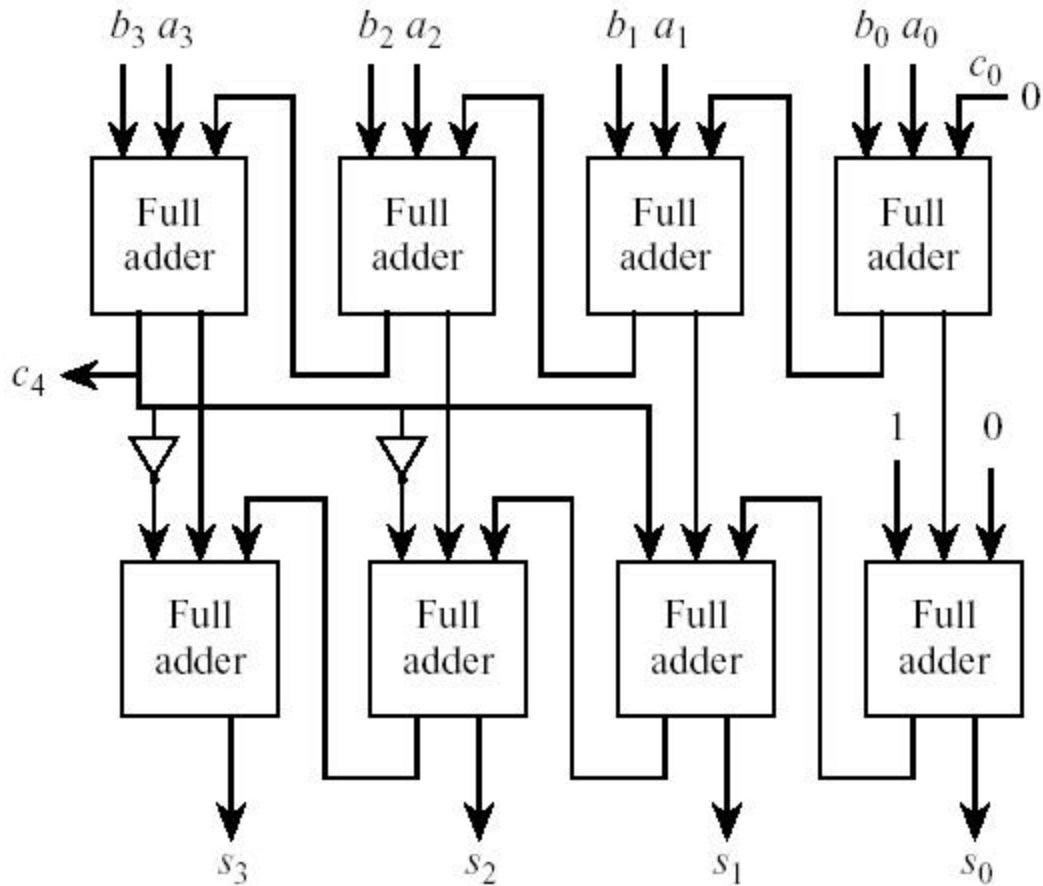 b3 a3 b2 a2 b1 a1 b0 a0
c0 0
Full adder
Full adder
Full adder
Full adder
c4
1 0
Full adder
Full adder
Full adder
Full adder
s3 s2 s1 s0